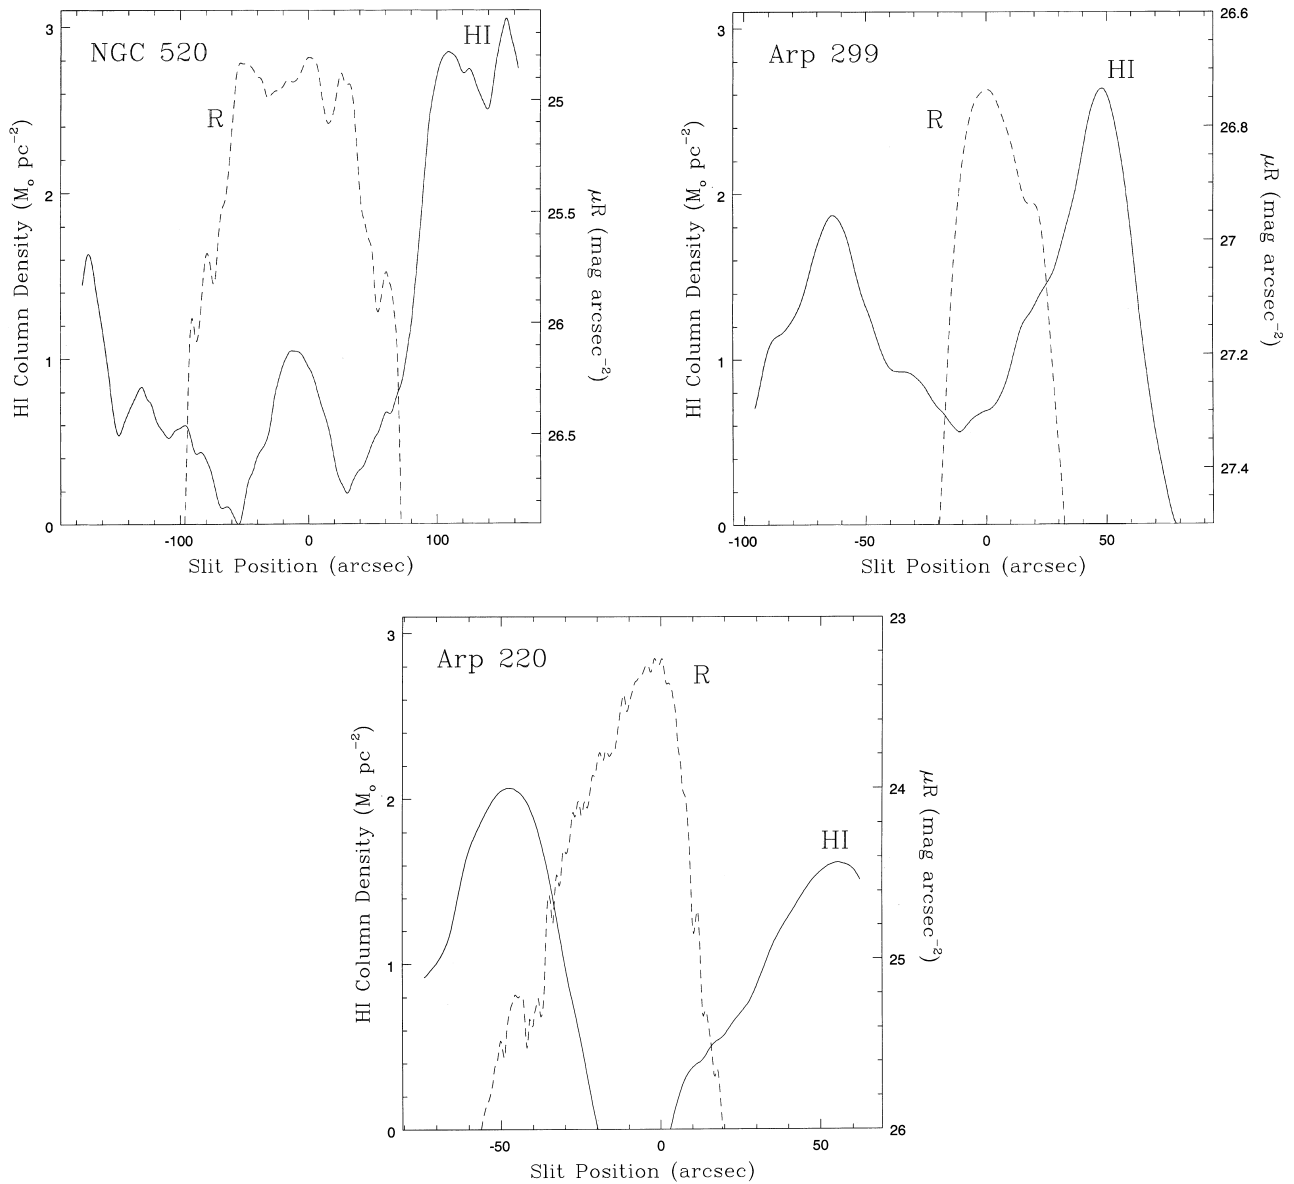 NGC 520
R
HI
HI Column Density (M☉ pc⁻²)
3
2
1
0
25
25.5
26
26.5
μR (mag arcsec⁻²)
-100
0
100
Slit Position (arcsec)
Arp 299
R
HI
HI Column Density (M☉ pc⁻²)
3
2
1
0
26.6
26.8
27
27.2
27.4
μR (mag arcsec⁻²)
-100
-50
0
50
Slit Position (arcsec)
Arp 220
R
HI
HI Column Density (M☉ pc⁻²)
3
2
1
0
23
24
25
26
μR (mag arcsec⁻²)
-50
0
50
Slit Position (arcsec)